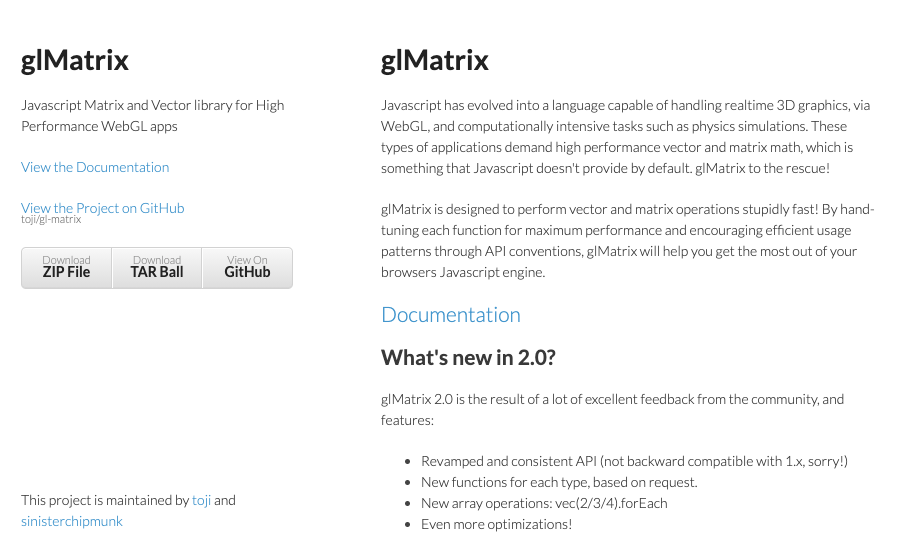 glMatrix
Javascript Matrix and Vector library for High
Performance WebGL apps
View the Documentation
View the Project on GitHub
toji/gl-matrix
Download
ZIP File
Download
TAR Ball
View On
GitHub
This project is maintained by toji and
sinisterchipmunk
glMatrix
Javascript has evolved into a language capable of handling realtime 3D graphics, via
WebGL, and computationally intensive tasks such as physics simulations. These
types of applications demand high performance vector and matrix math, which is
something that Javascript doesn't provide by default. glMatrix to the rescue!
glMatrix is designed to perform vector and matrix operations stupidly fast! By hand-
tuning each function for maximum performance and encouraging efficient usage
patterns through API conventions, glMatrix will help you get the most out of your
browsers Javascript engine.
Documentation
What's new in 2.0?
glMatrix 2.0 is the result of a lot of excellent feedback from the community, and
features:
• Revamped and consistent API (not backward compatible with 1.x, sorry!)
• New functions for each type, based on request.
• New array operations: vec(2/3/4).forEach
• Even more optimizations!